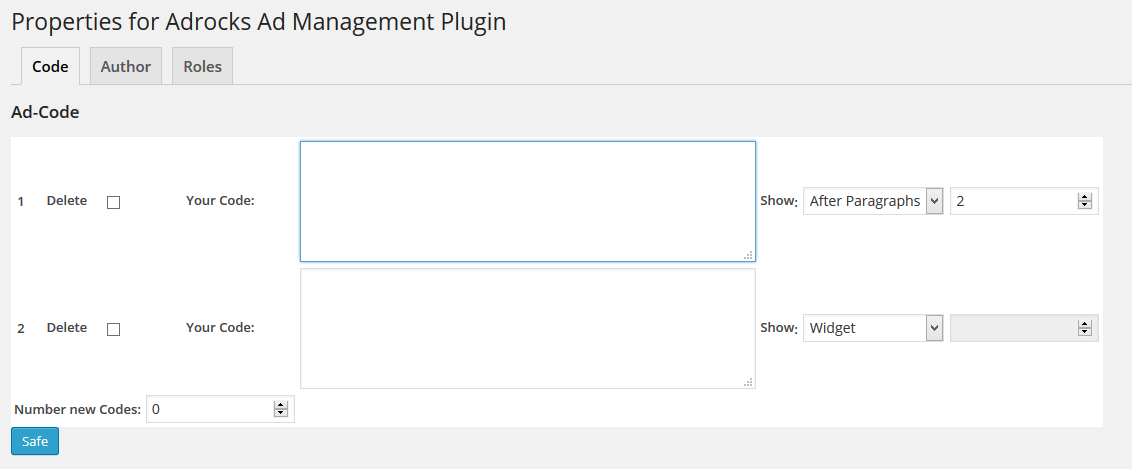 Properties for Adrocks Ad Management Plugin
Code Author Roles
Ad-Code
1 Delete Your Code: Show: After Paragraphs 2
2 Delete Your Code: Show: Widget
Number new Codes: 0
Safe